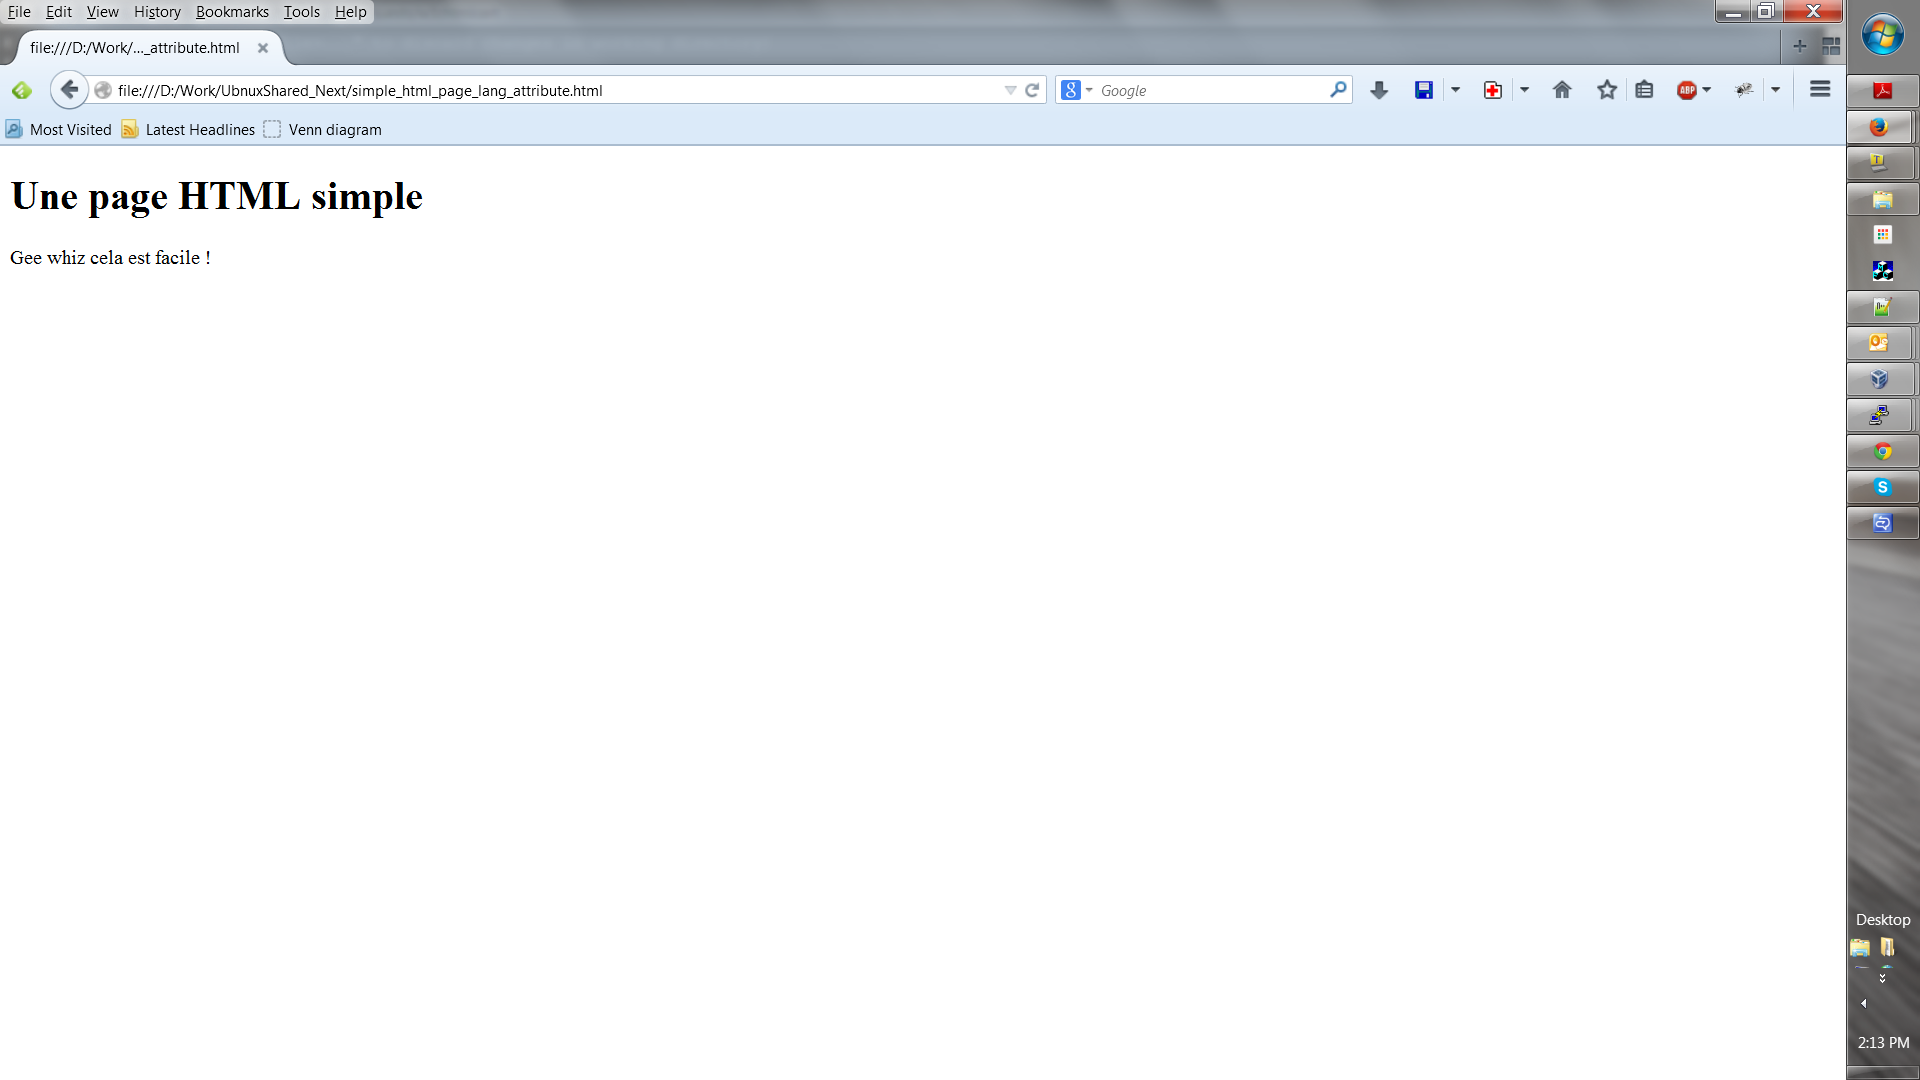 File Edit View History Bookmarks Tools Help
file:///D:/Work/..._attribute.html
file:///D:/Work/UbnuxShared_Next/simple_html_page_lang_attribute.html
Google
Most Visited Latest Headlines Venn diagram
Une page HTML simple
Gee whiz cela est facile !
ABP
Desktop
2:13 PM